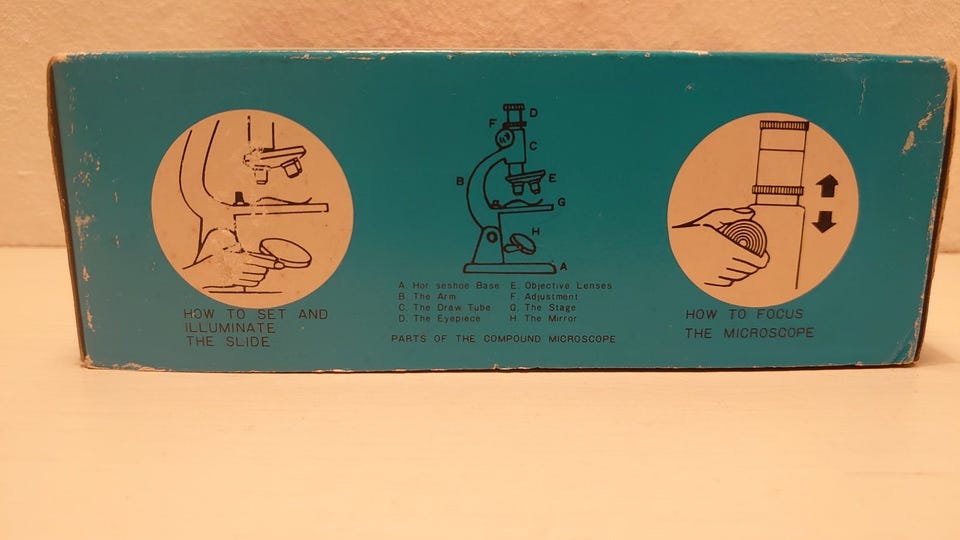 D
F
C
B
E
G
H
A
HOW TO SET AND
ILLUMINATE
THE SLIDE
A. Hor seshoe Base E. Objective Lenses
B. The Arm F. Adjustment
C. The Draw Tube G. The Stage
D. The Eyepiece H. The Mirror
PARTS OF THE COMPOUND MICROSCOPE
HOW TO FOCUS
THE MICROSCOPE